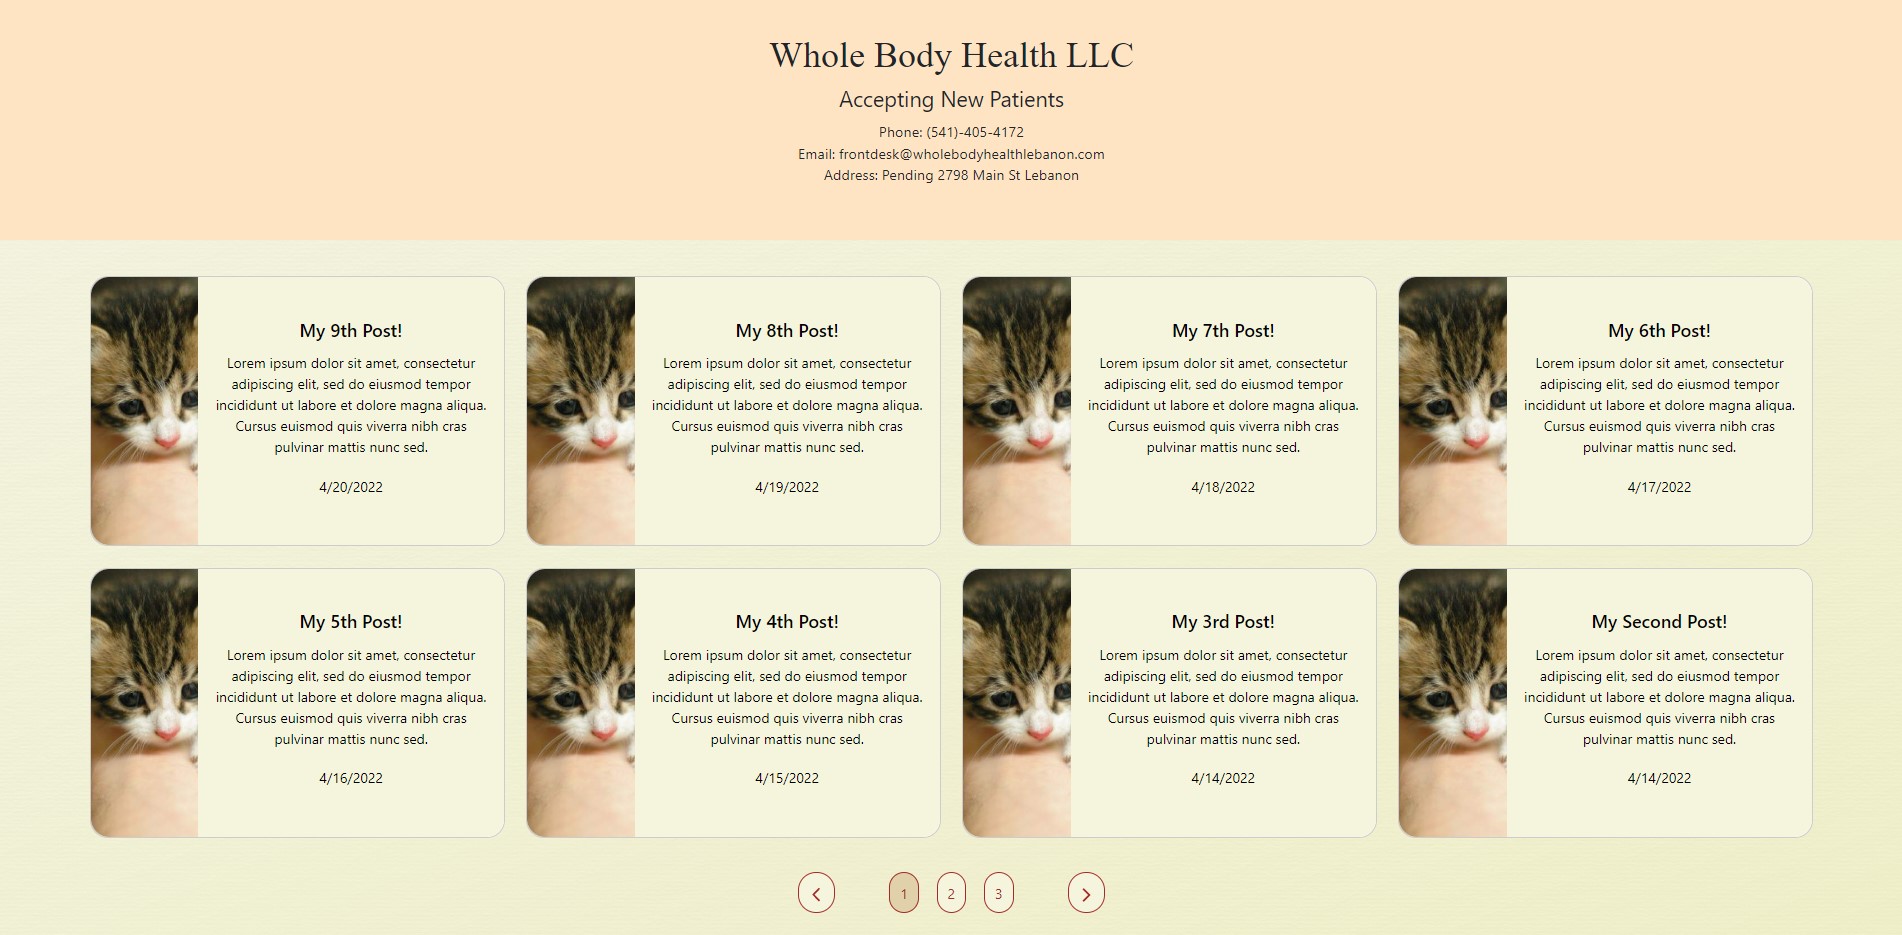 Whole Body Health LLC
Accepting New Patients
Phone: (541)-405-4172
Email: frontdesk@wholebodyhealthlebanon.com
Address: Pending 2798 Main St Lebanon
My 9th Post!
Lorem ipsum dolor sit amet, consectetur
adipiscing elit, sed do eiusmod tempor
incididunt ut labore et dolore magna aliqua.
Cursus euismod quis viverra nibh cras
pulvinar mattis nunc sed.
4/20/2022
My 8th Post!
Lorem ipsum dolor sit amet, consectetur
adipiscing elit, sed do eiusmod tempor
incididunt ut labore et dolore magna aliqua.
Cursus euismod quis viverra nibh cras
pulvinar mattis nunc sed.
4/19/2022
My 7th Post!
Lorem ipsum dolor sit amet, consectetur
adipiscing elit, sed do eiusmod tempor
incididunt ut labore et dolore magna aliqua.
Cursus euismod quis viverra nibh cras
pulvinar mattis nunc sed.
4/18/2022
My 6th Post!
Lorem ipsum dolor sit amet, consectetur
adipiscing elit, sed do eiusmod tempor
incididunt ut labore et dolore magna aliqua.
Cursus euismod quis viverra nibh cras
pulvinar mattis nunc sed.
4/17/2022
My 5th Post!
Lorem ipsum dolor sit amet, consectetur
adipiscing elit, sed do eiusmod tempor
incididunt ut labore et dolore magna aliqua.
Cursus euismod quis viverra nibh cras
pulvinar mattis nunc sed.
4/16/2022
My 4th Post!
Lorem ipsum dolor sit amet, consectetur
adipiscing elit, sed do eiusmod tempor
incididunt ut labore et dolore magna aliqua.
Cursus euismod quis viverra nibh cras
pulvinar mattis nunc sed.
4/15/2022
My 3rd Post!
Lorem ipsum dolor sit amet, consectetur
adipiscing elit, sed do eiusmod tempor
incididunt ut labore et dolore magna aliqua.
Cursus euismod quis viverra nibh cras
pulvinar mattis nunc sed.
4/14/2022
My Second Post!
Lorem ipsum dolor sit amet, consectetur
adipiscing elit, sed do eiusmod tempor
incididunt ut labore et dolore magna aliqua.
Cursus euismod quis viverra nibh cras
pulvinar mattis nunc sed.
4/14/2022
1 2 3